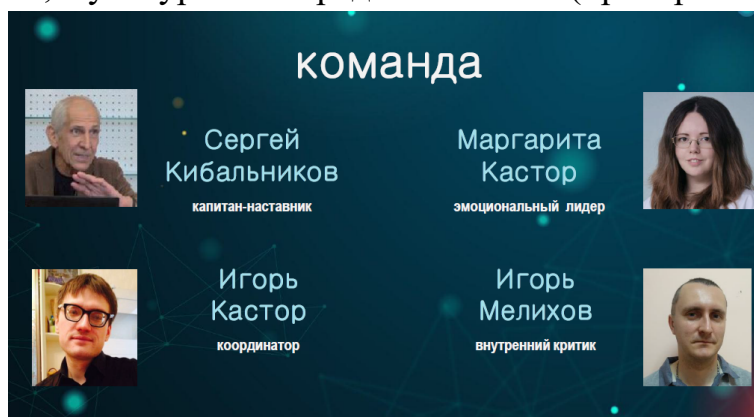 команда
Сергей
Кибальников
капитан-наставник
Маргарита
Кастор
эмоциональный лидер
Игорь
Кастор
координатор
Игорь
Мелихов
внутренний критик